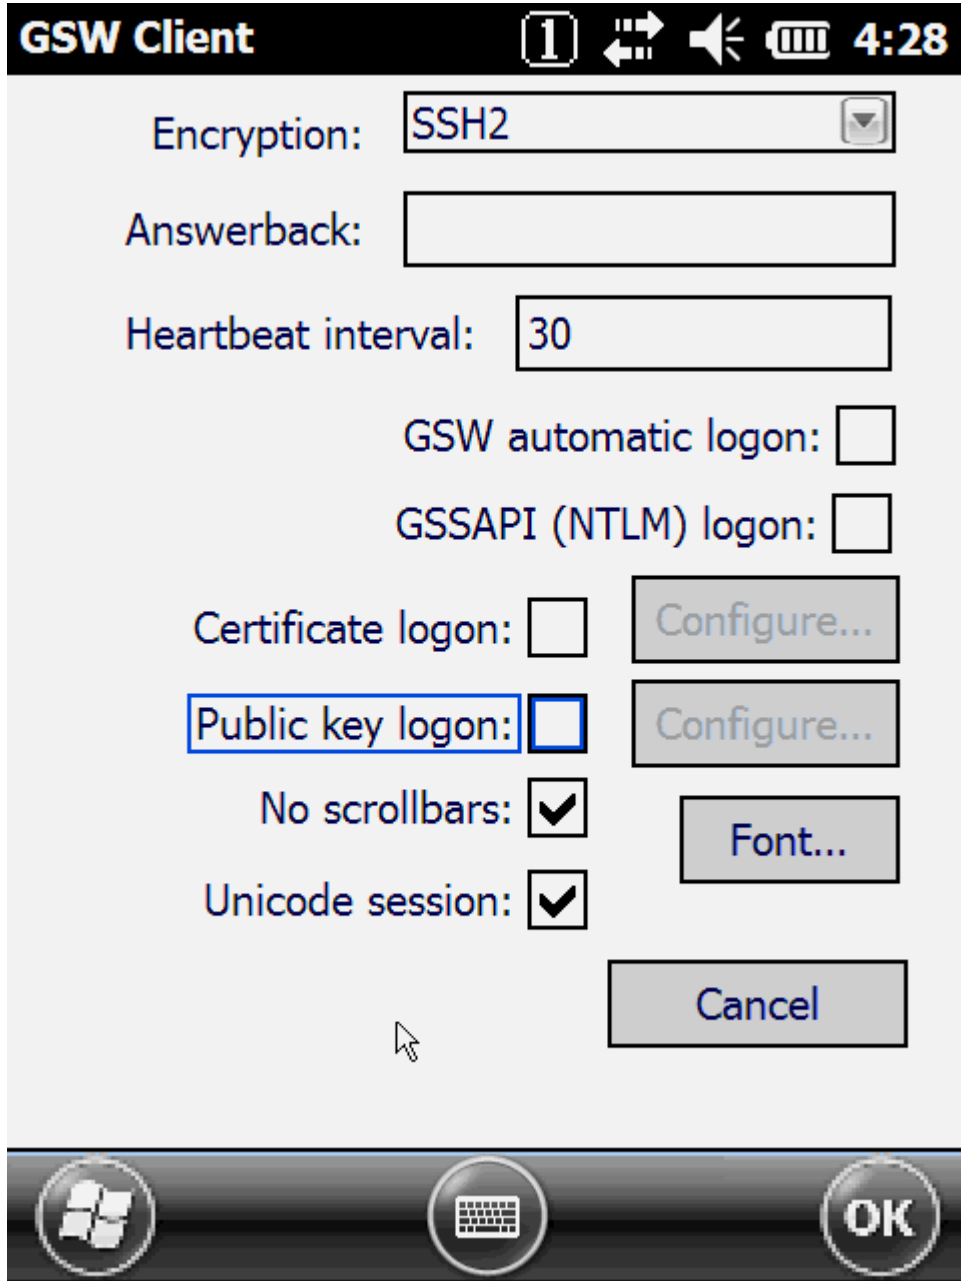 GSW Client 1 4:28
Encryption: SSH2
Answerback:
Heartbeat interval: 30
GSW automatic logon:
GSSAPI (NTLM) logon:
Certificate logon: Configure...
Public key logon: Configure...
No scrollbars:
Font...
Unicode session:
Cancel
OK